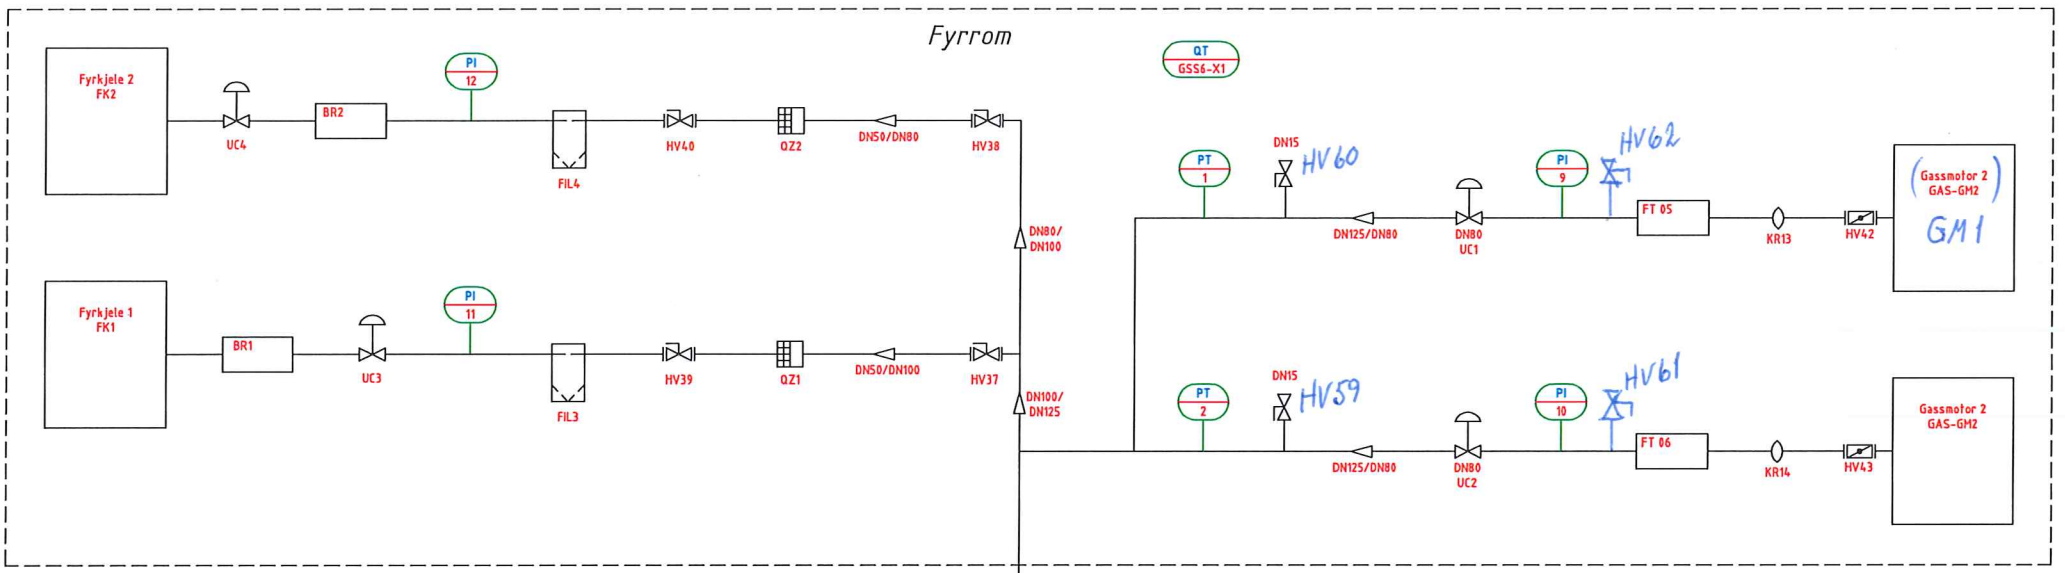 Fyrrom
QT
GSS6-X1
Fyrkjele 2
FK2
UC4
BR2
PI
12
FIL4
HV40
QZ2
DN50/DN80
HV38
DN80/
DN100
PT
1
DN15
HV60
DN125/DN80
DN80
UC1
PI
9
HV62
FT 05
KR13
HV42
(Gassmotor 2
GAS-GM2)
GM1
Fyrkjele 1
FK1
BR1
UC3
PI
11
FIL3
HV39
QZ1
DN50/DN100
HV37
DN100/
DN125
PT
2
DN15
HV59
DN125/DN80
DN80
UC2
PI
10
HV61
FT 06
KR14
HV43
Gassmotor 2
GAS-GM2